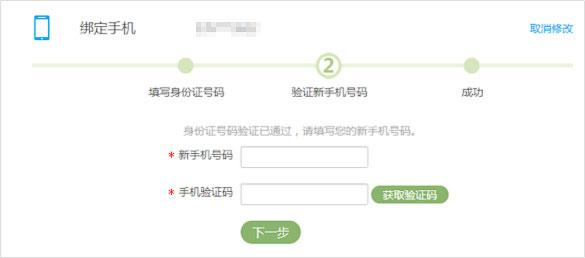 绑定手机
取消修改
2
填写身份证号码 验证新手机号码 成功
身份证号码验证已通过，请填写您的新手机号码。
* 新手机号码
* 手机验证码 获取验证码
下一步